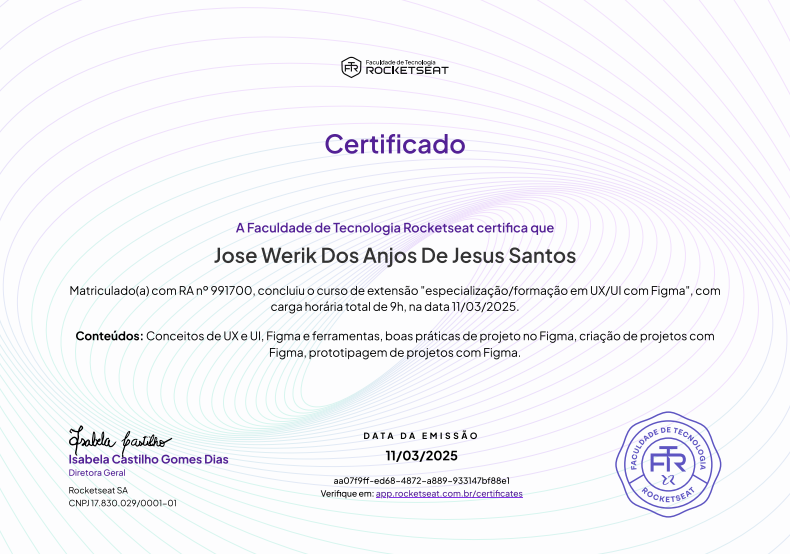 Faculdade de Tecnologia
ROCKETSEAT
Certificado
A Faculdade de Tecnologia Rocketseat certifica que
Jose Werik Dos Anjos De Jesus Santos
Matriculado(a) com RA nº 991700, concluiu o curso de extensão "especialização/formação em UX/UI com Figma", com
carga horária total de 9h, na data 11/03/2025.
Conteúdos: Conceitos de UX e UI, Figma e ferramentas, boas práticas de projeto no Figma, criação de projetos com
Figma, prototipagem de projetos com Figma.
Isabela Castilho
Isabela Castilho Gomes Dias
Diretora Geral
Rocketseat SA
CNPJ 17.830.029/0001-01
DATA DA EMISSÃO
11/03/2025
aa07f9ff-ed68-4872-a889-933147bf88e1
Verifique em: app.rocketseat.com.br/certificates
FACULDADE DE TECNOLOGIA
FTR
ROCKETSEAT